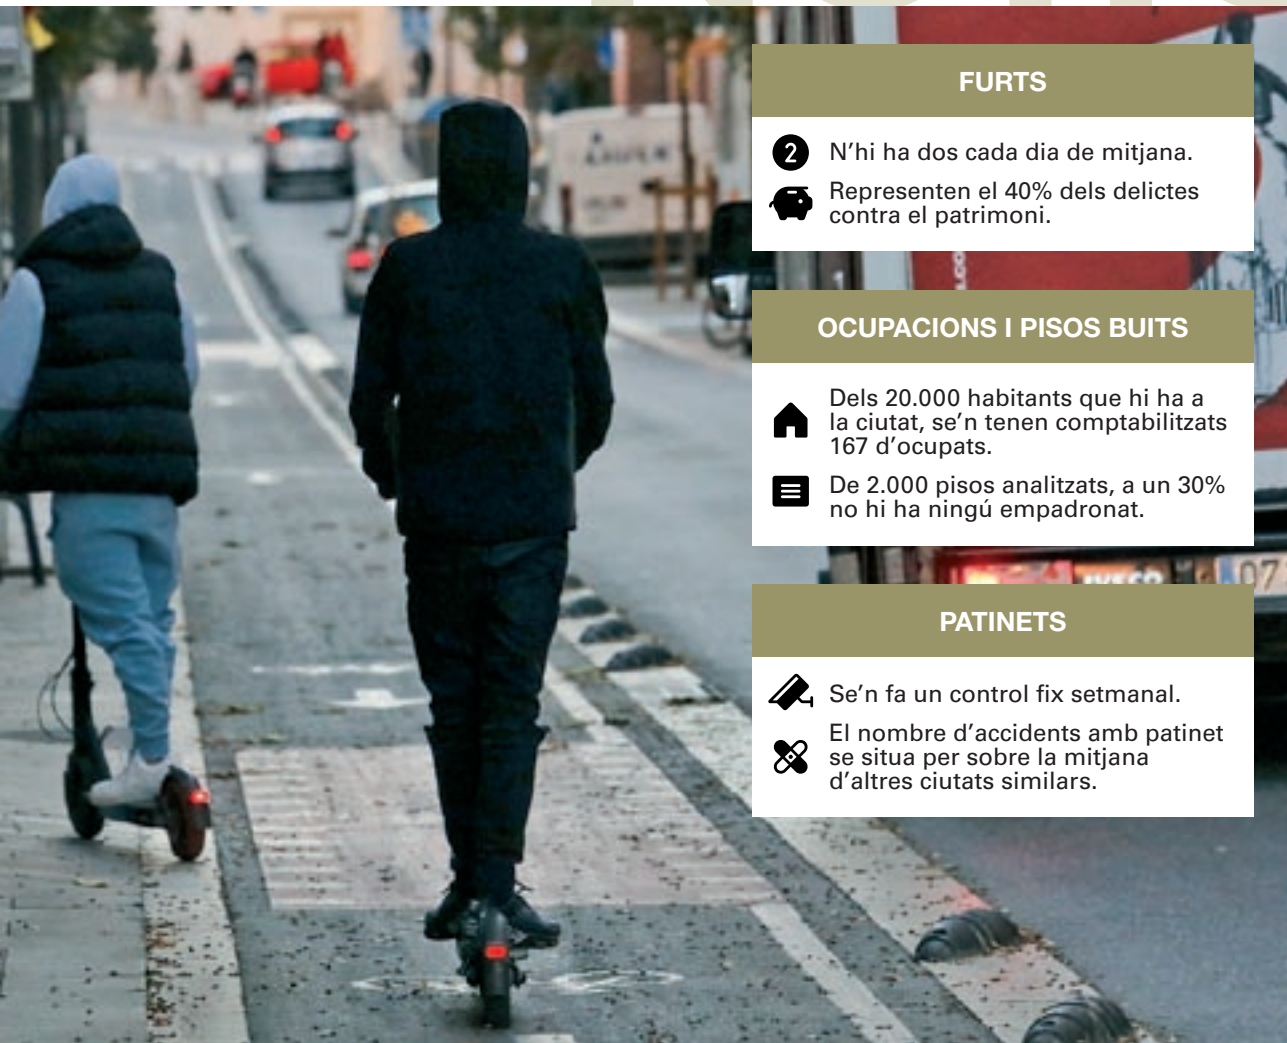 FURTS
2
N'hi ha dos cada dia de mitjana.
Representen el 40% dels delictes
contra el patrimoni.
OCUPACIONS I PISOS BUITS
Dels 20.000 habitants que hi ha a
la ciutat, se'n tenen comptabilitzats
167 d'ocupats.
De 2.000 pisos analitzats, a un 30%
no hi ha ningú empadronat.
IVECO
07
PATINETS
Se'n fa un control fix setmanal.
El nombre d'accidents amb patinet
se situa per sobre la mitjana
d'altres ciutats similars.